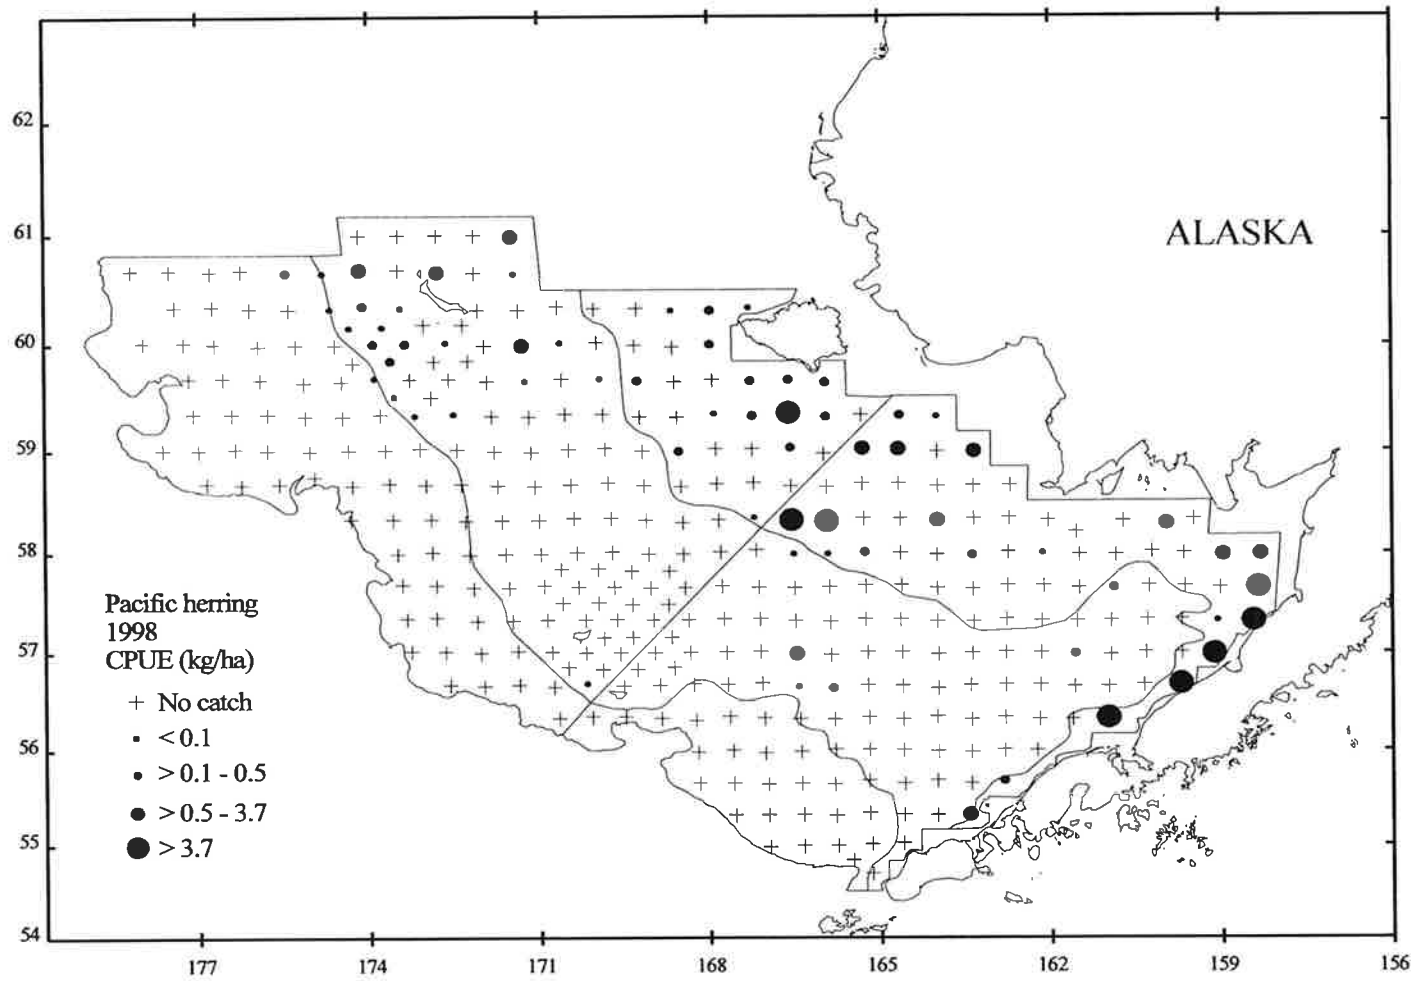 62
61
60
59
58
57
56
55
54
ALASKA
Pacific herring
1998
CPUE (kg/ha)
+ No catch
< 0.1
> 0.1 - 0.5
> 0.5 - 3.7
> 3.7
177 174 171 168 165 162 159 156